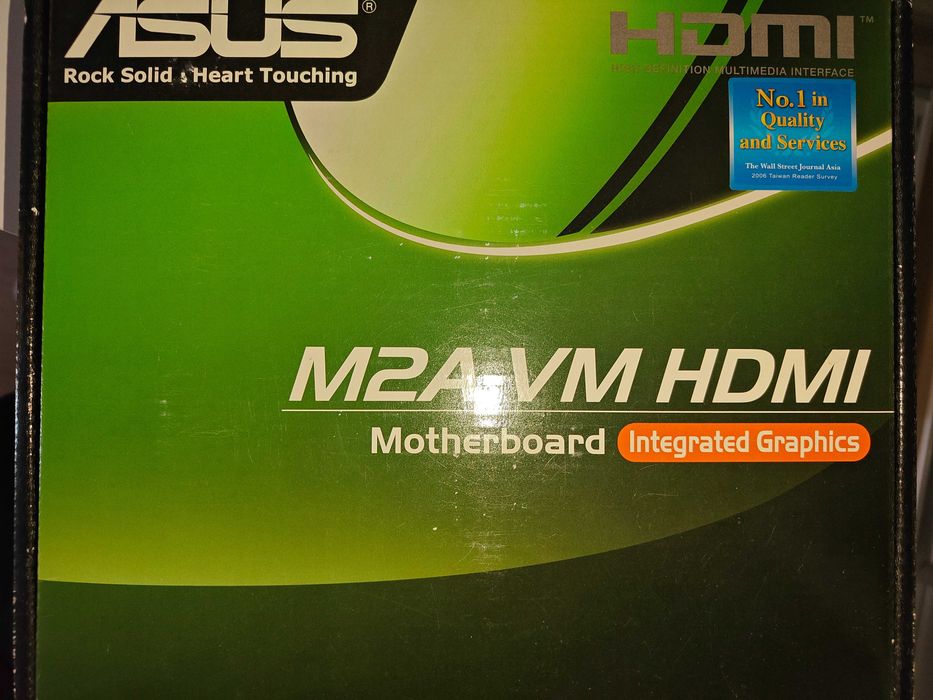 ASUS®
Rock Solid & Heart Touching
HDMI™
HIGH DEFINITION MULTIMEDIA INTERFACE
No.1 in
Quality
and Services
The Wall Street Journal Asia
2006 Taiwan Reader Survey
M2A-VM HDMI
Motherboard Integrated Graphics